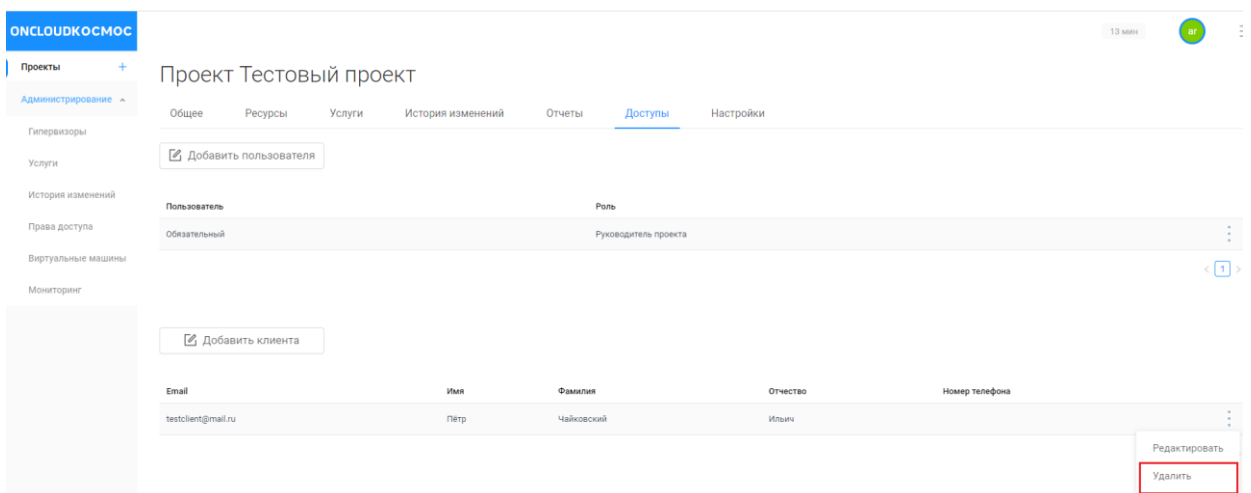 ONCLOUDКОСМОС
13 мин
ar
Проекты +
Администрирование
Гипервизоры
Услуги
История изменений
Права доступа
Виртуальные машины
Мониторинг
Проект Тестовый проект
Общее Ресурсы Услуги История изменений Отчеты Доступы Настройки
Добавить пользователя
Пользователь Роль
Обязательный Руководитель проекта
< 1 >
Добавить клиента
Email Имя Фамилия Отчество Номер телефона
testclient@mail.ru Пётр Чайковский Ильич
Редактировать
Удалить